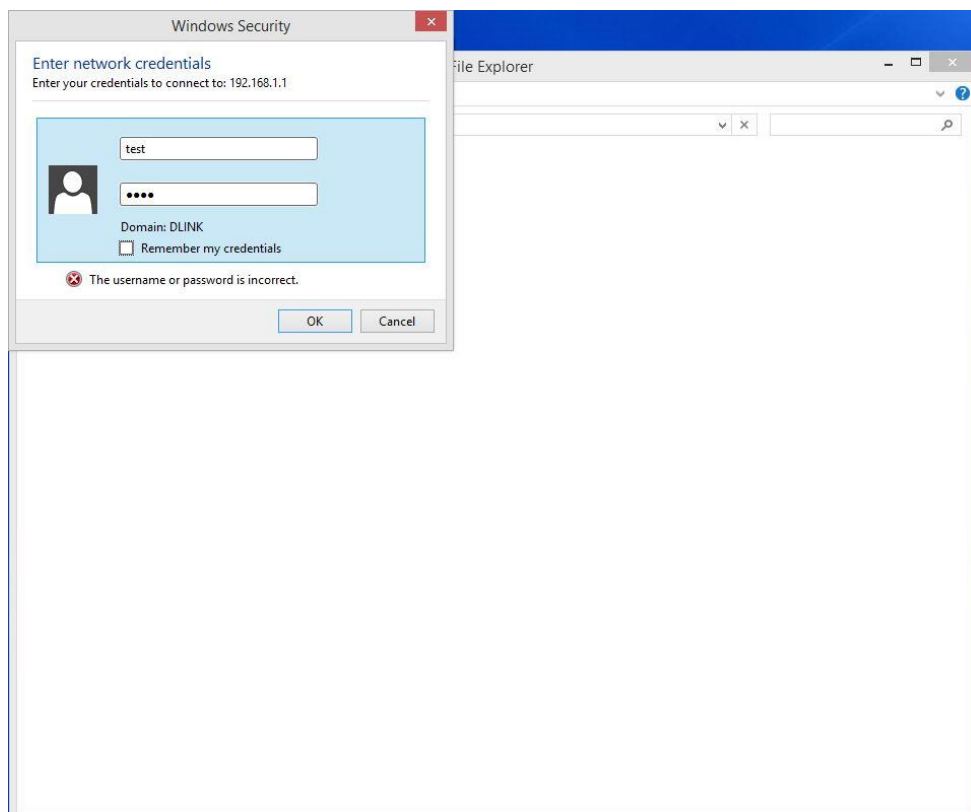 Windows Security
Enter network credentials
Enter your credentials to connect to: 192.168.1.1
File Explorer
test
••••
Domain: DLINK
Remember my credentials
The username or password is incorrect.
OK
Cancel